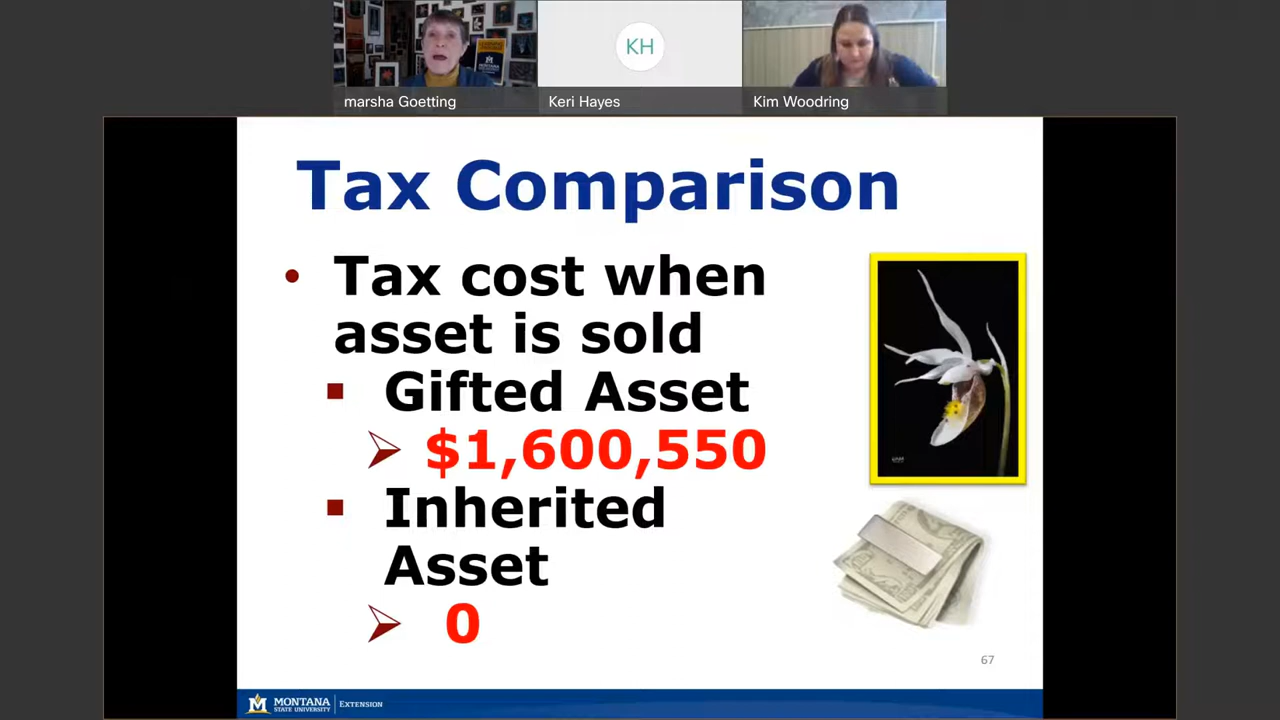 KH
marsha Goetting
Keri Hayes
Kim Woodring
Tax Comparison
• Tax cost when
asset is sold
▪ Gifted Asset
➢ $1,600,550
▪ Inherited
Asset
➢ 0
67
MONTANA
STATE UNIVERSITY
EXTENSION